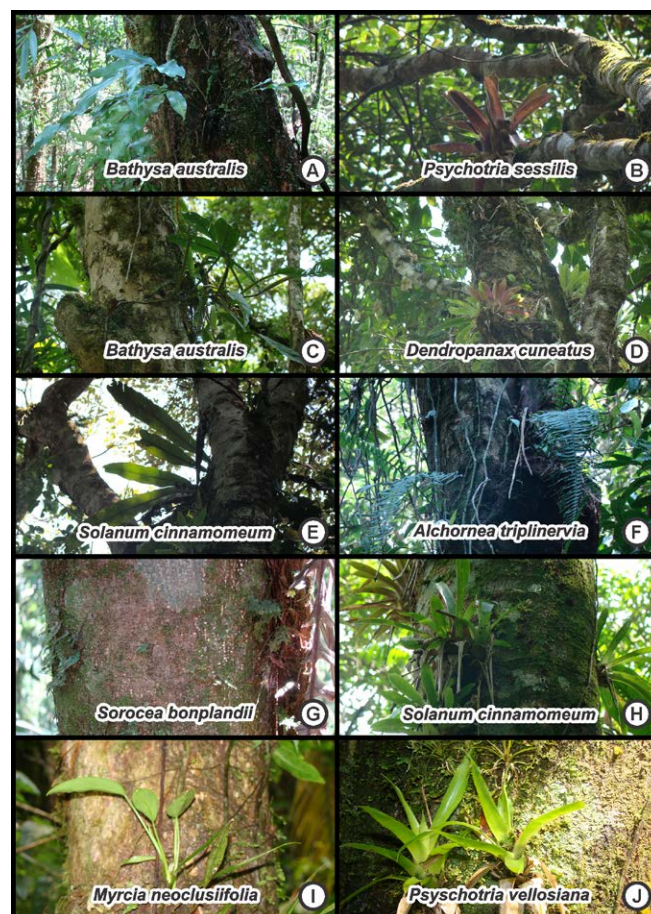 Bathysa australis A
Psychotria sessilis B
Bathysa australis C
Dendropanax cuneatus D
Solanum cinnamomeum E
Alchornea triplinervia F
Sorocea bonplandii G
Solanum cinnamomeum H
Myrcia neoclusiifolia I
Psyschotria vellosiana J